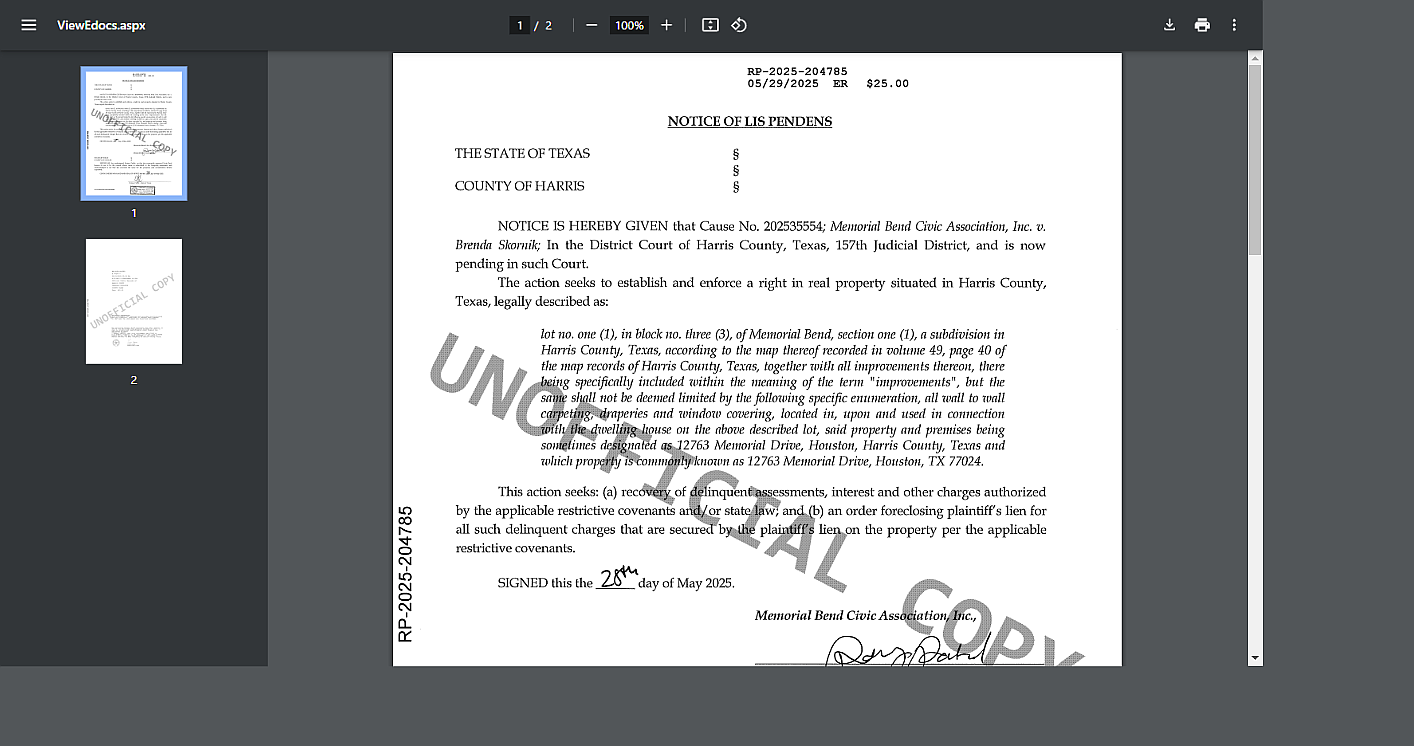 ViewEdocs.aspx
1 / 2
100%
1
2
RP-2025-204785
05/29/2025 ER $25.00
NOTICE OF LIS PENDENS
THE STATE OF TEXAS §
§
COUNTY OF HARRIS §
NOTICE IS HEREBY GIVEN that Cause No. 202535554; Memorial Bend Civic Association, Inc. v.
Brenda Skornik; In the District Court of Harris County, Texas, 157th Judicial District, and is now
pending in such Court.
The action seeks to establish and enforce a right in real property situated in Harris County,
Texas, legally described as:
lot no. one (1), in block no. three (3), of Memorial Bend, section one (1), a subdivision in
Harris County, Texas, according to the map thereof recorded in volume 49, page 40 of
the map records of Harris County, Texas, together with all improvements thereon, there
being specifically included within the meaning of the term "improvements", but the
same shall not be deemed limited by the following specific enumeration, all wall to wall
carpeting, draperies and window covering, located in, upon and used in connection
with the dwelling house on the above described lot, said property and premises being
sometimes designated as 12763 Memorial Drive, Houston, Harris County, Texas and
which property is commonly known as 12763 Memorial Drive, Houston, TX 77024.
This action seeks: (a) recovery of delinquent assessments, interest and other charges authorized
by the applicable restrictive covenants and/or state law; and (b) an order foreclosing plaintiff's lien for
all such delinquent charges that are secured by the plaintiff's lien on the property per the applicable
restrictive covenants.
SIGNED this the 28th day of May 2025.
Memorial Bend Civic Association, Inc.,
RP-2025-204785
UNOFFICIAL COPY
UNOFFICIAL COPY
UNOFFICIAL COPY